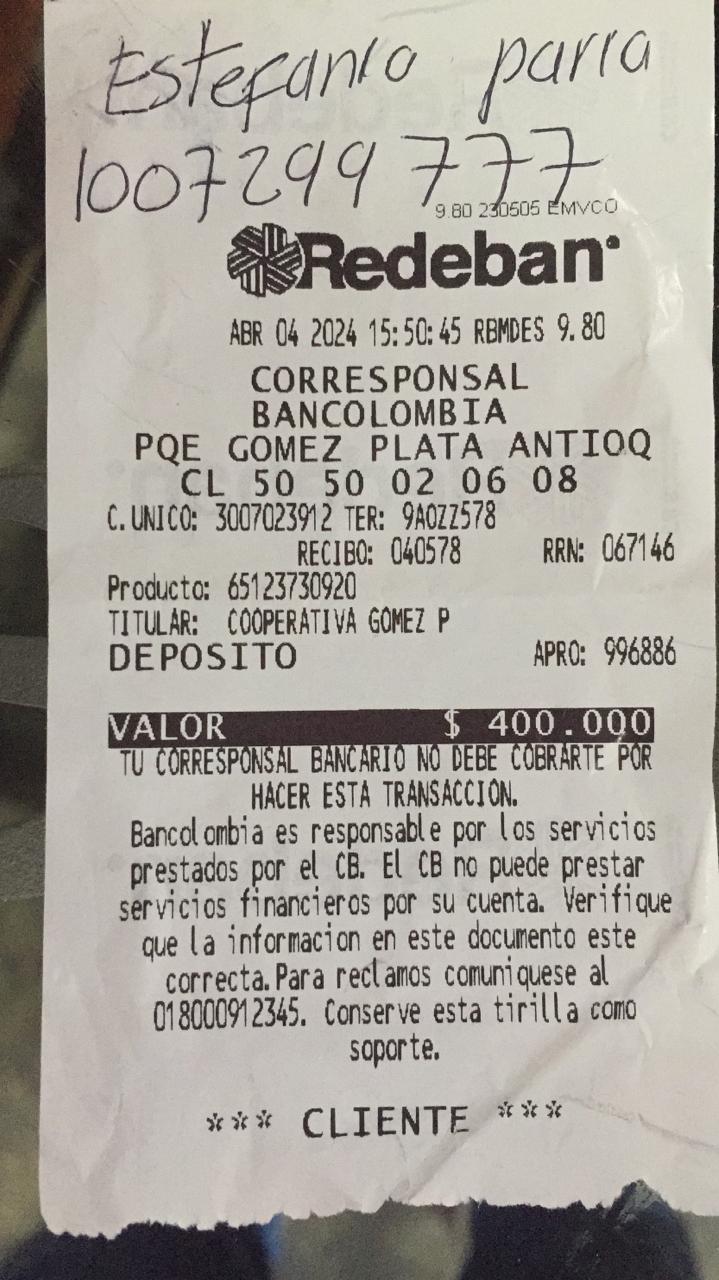 Estefania parra
1007299777
9.80 230505 EMVCO
Redeban
ABR 04 2024 15:50:45 RBMDES 9.80
CORRESPONSAL
BANCOLOMBIA
PQE GOMEZ PLATA ANTIOQ
CL 50 50 02 06 08
C.UNICO: 3007023912 TER: 9AOZZ578
RECIBO: 040578 RRN: 067146
Producto: 65123730920
TITULAR: COOPERATIVA GOMEZ P
DEPOSITO APRO: 996886
VALOR $ 400.000
TU CORRESPONSAL BANCARIO NO DEBE COBRARTE POR
HACER ESTA TRANSACCION.
Bancolombia es responsable por los servicios
prestados por el CB. El CB no puede prestar
servicios financieros por su cuenta. Verifique
que la informacion en este documento este
correcta.Para reclamos comuniquese al
018000912345. Conserve esta tirilla como
soporte.
*** CLIENTE ***